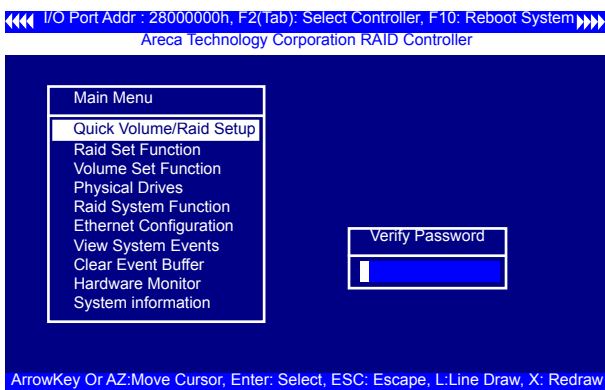 I/O Port Addr : 28000000h, F2(Tab): Select Controller, F10: Reboot System
Areca Technology Corporation RAID Controller
Main Menu
Quick Volume/Raid Setup
Raid Set Function
Volume Set Function
Physical Drives
Raid System Function
Ethernet Configuration
View System Events
Clear Event Buffer
Hardware Monitor
System information
Verify Password
ArrowKey Or AZ:Move Cursor, Enter: Select, ESC: Escape, L:Line Draw, X: Redraw